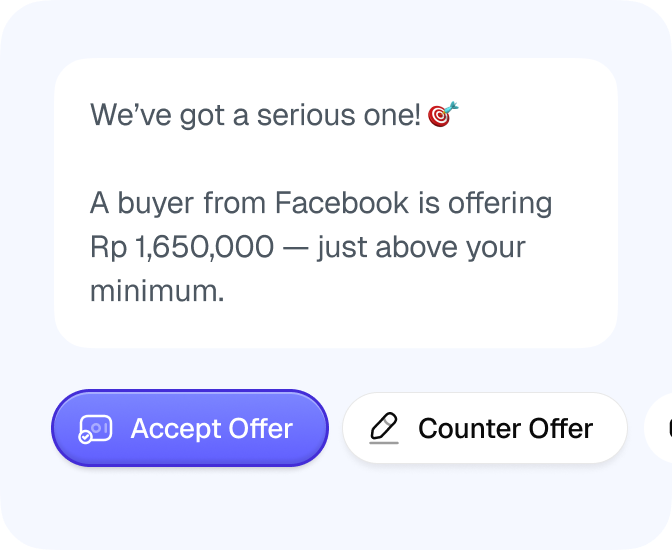 We’ve got a serious one! 🎯
A buyer from Facebook is offering
Rp 1,650,000 — just above your
minimum.
Accept Offer
Counter Offer